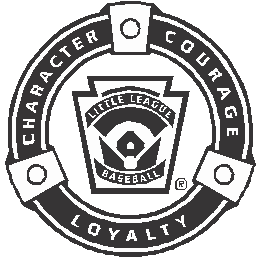 CHARACTER
COURAGE
LOYALTY
LITTLE LEAGUE
BASEBALL
®